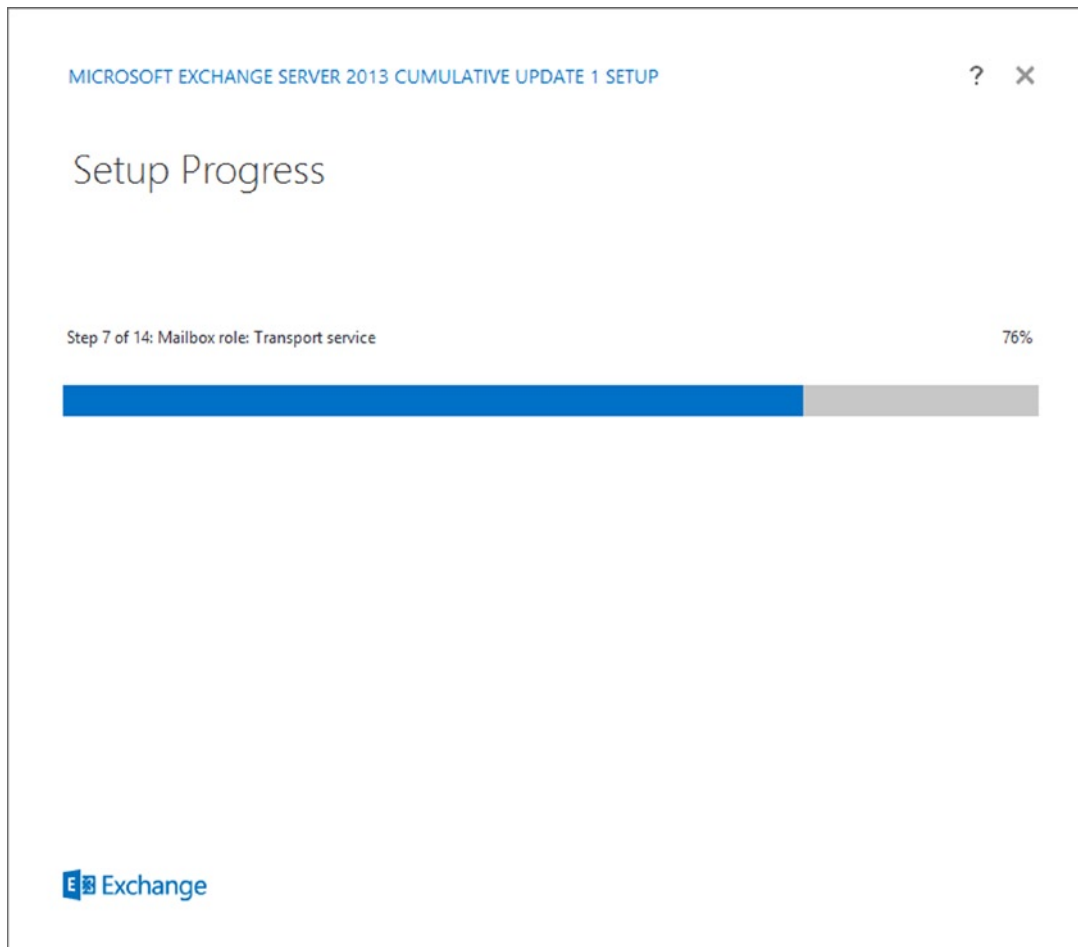 MICROSOFT EXCHANGE SERVER 2013 CUMULATIVE UPDATE 1 SETUP ? ✕
Setup Progress
Step 7 of 14: Mailbox role: Transport service 76%
E Exchange